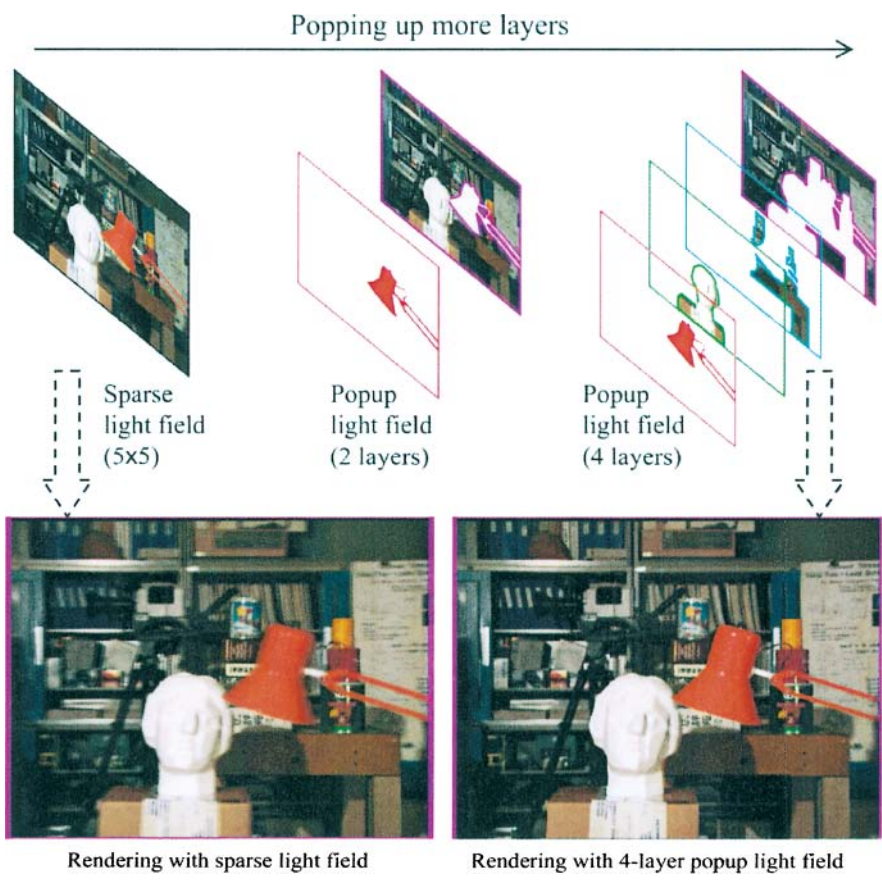 Popping up more layers
Sparse
light field
(5x5)
Popup
light field
(2 layers)
Popup
light field
(4 layers)
Rendering with sparse light field
Rendering with 4-layer popup light field